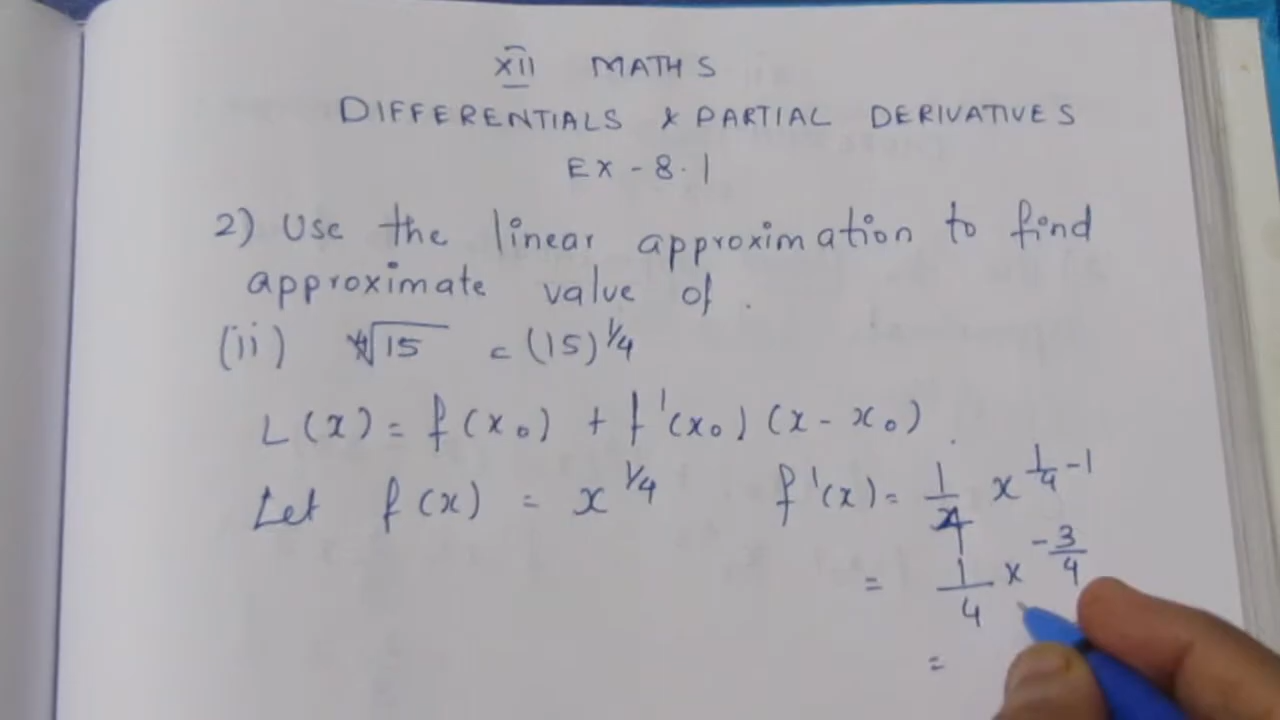 XII MATHS
DIFFERENTIALS & PARTIAL DERIVATIVES
EX - 8.1
2) Use the linear approximation to find
approximate value of .
(ii) ∜15 = (15)^1/4
L(x) = f(x₀) + f'(x₀) (x - x₀) .
Let f(x) = x^1/4 f'(x) = 1/4 x^1/4 - 1
= 1/4 x^-3/4
=